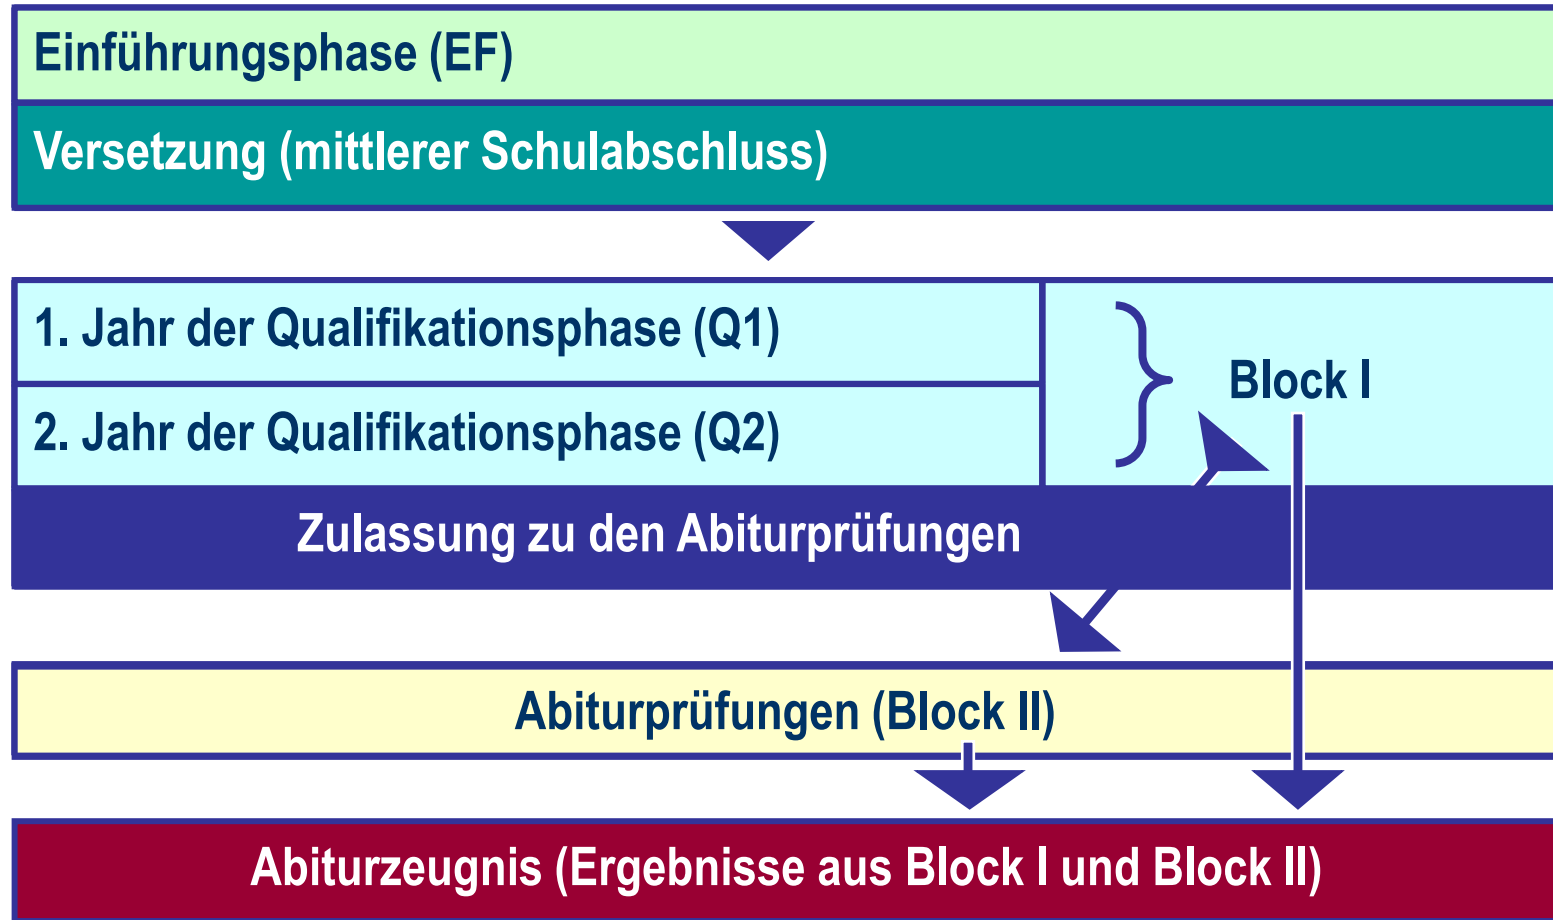 Einführungsphase (EF)
Versetzung (mittlerer Schulabschluss)
1. Jahr der Qualifikationsphase (Q1)
2. Jahr der Qualifikationsphase (Q2)
Block I
Zulassung zu den Abiturprüfungen
Abiturprüfungen (Block II)
Abiturzeugnis (Ergebnisse aus Block I und Block II)